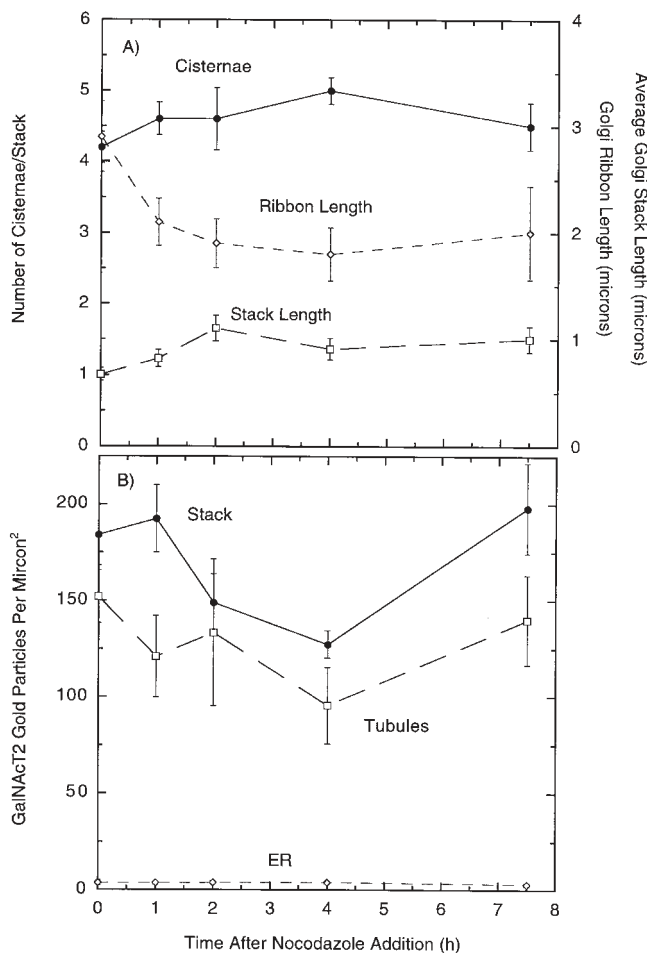 A)
Cisternae
Ribbon Length
Stack Length
6
5
4
3
2
1
0
Number of Cisternae/Stack
4
3
2
1
0
Golgi Ribbon Length (microns)
Average Golgi Stack Length (microns)
B)
Stack
Tubules
ER
200
150
100
50
0
GalNAcT2 Gold Particles Per Mircon2
0 1 2 3 4 5 6 7 8
Time After Nocodazole Addition (h)